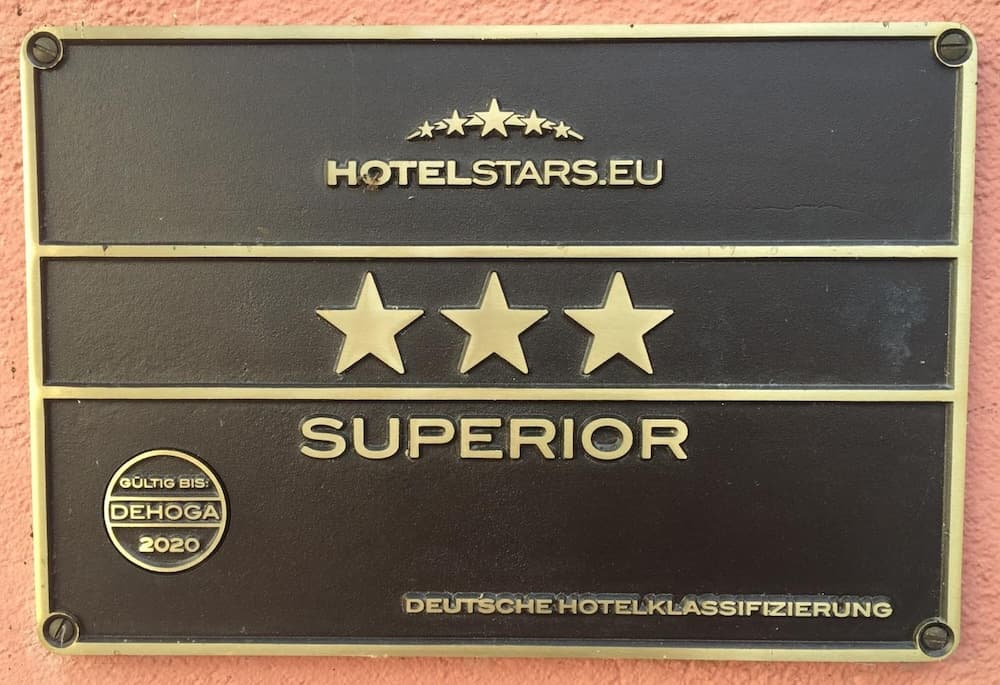 HOTELSTARS.EU
SUPERIOR
GÜLTIG BIS:
DEHOGA
2020
DEUTSCHE HOTELKLASSIFIZIERUNG